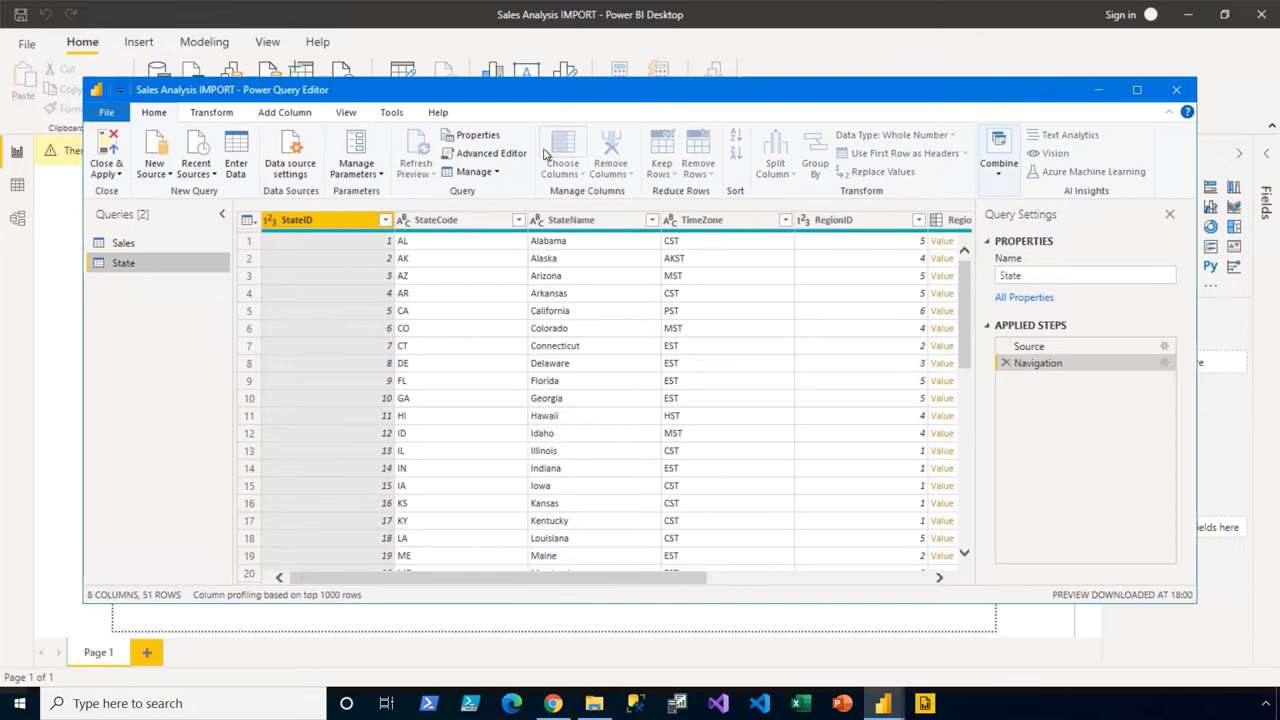 Sales Analysis IMPORT - Power BI Desktop
Sign in
File
Home
Insert
Modeling
View
Help
Cut
Paste
Clipboard
Sales Analysis IMPORT - Power Query Editor
File
Home
Transform
Add Column
View
Tools
Help
Close & Apply
New Source
Recent Sources
Enter Data
Data source settings
Manage Parameters
Refresh Preview
Properties
Advanced Editor
Manage
Choose Columns
Remove Columns
Keep Rows
Remove Rows
Split Column
Group By
Data Type: Whole Number
Use First Row as Headers
Replace Values
Combine
Text Analytics
Vision
Azure Machine Learning
Close
New Query
Data Sources
Parameters
Query
Manage Columns
Reduce Rows
Sort
Transform
AI Insights
Queries [2]
Sales
State
StateID StateCode StateName TimeZone RegionID Regio
1 1 AL Alabama CST 5 Value
2 2 AK Alaska AKST 4 Value
3 3 AZ Arizona MST 5 Value
4 4 AR Arkansas CST 5 Value
5 5 CA California PST 6 Value
6 6 CO Colorado MST 4 Value
7 7 CT Connecticut EST 2 Value
8 8 DE Delaware EST 3 Value
9 9 FL Florida EST 5 Value
10 10 GA Georgia EST 5 Value
11 11 HI Hawaii HST 4 Value
12 12 ID Idaho MST 4 Value
13 13 IL Illinois CST 1 Value
14 14 IN Indiana EST 1 Value
15 15 IA Iowa CST 1 Value
16 16 KS Kansas CST 1 Value
17 17 KY Kentucky CST 1 Value
18 18 LA Louisiana CST 5 Value
19 19 ME Maine EST 2 Value
20
Query Settings
PROPERTIES
Name
State
All Properties
APPLIED STEPS
Source
Navigation
Fields
8 COLUMNS, 51 ROWS
Column profiling based on top 1000 rows
PREVIEW DOWNLOADED AT 18:00
Page 1
Page 1 of 1
Type here to search